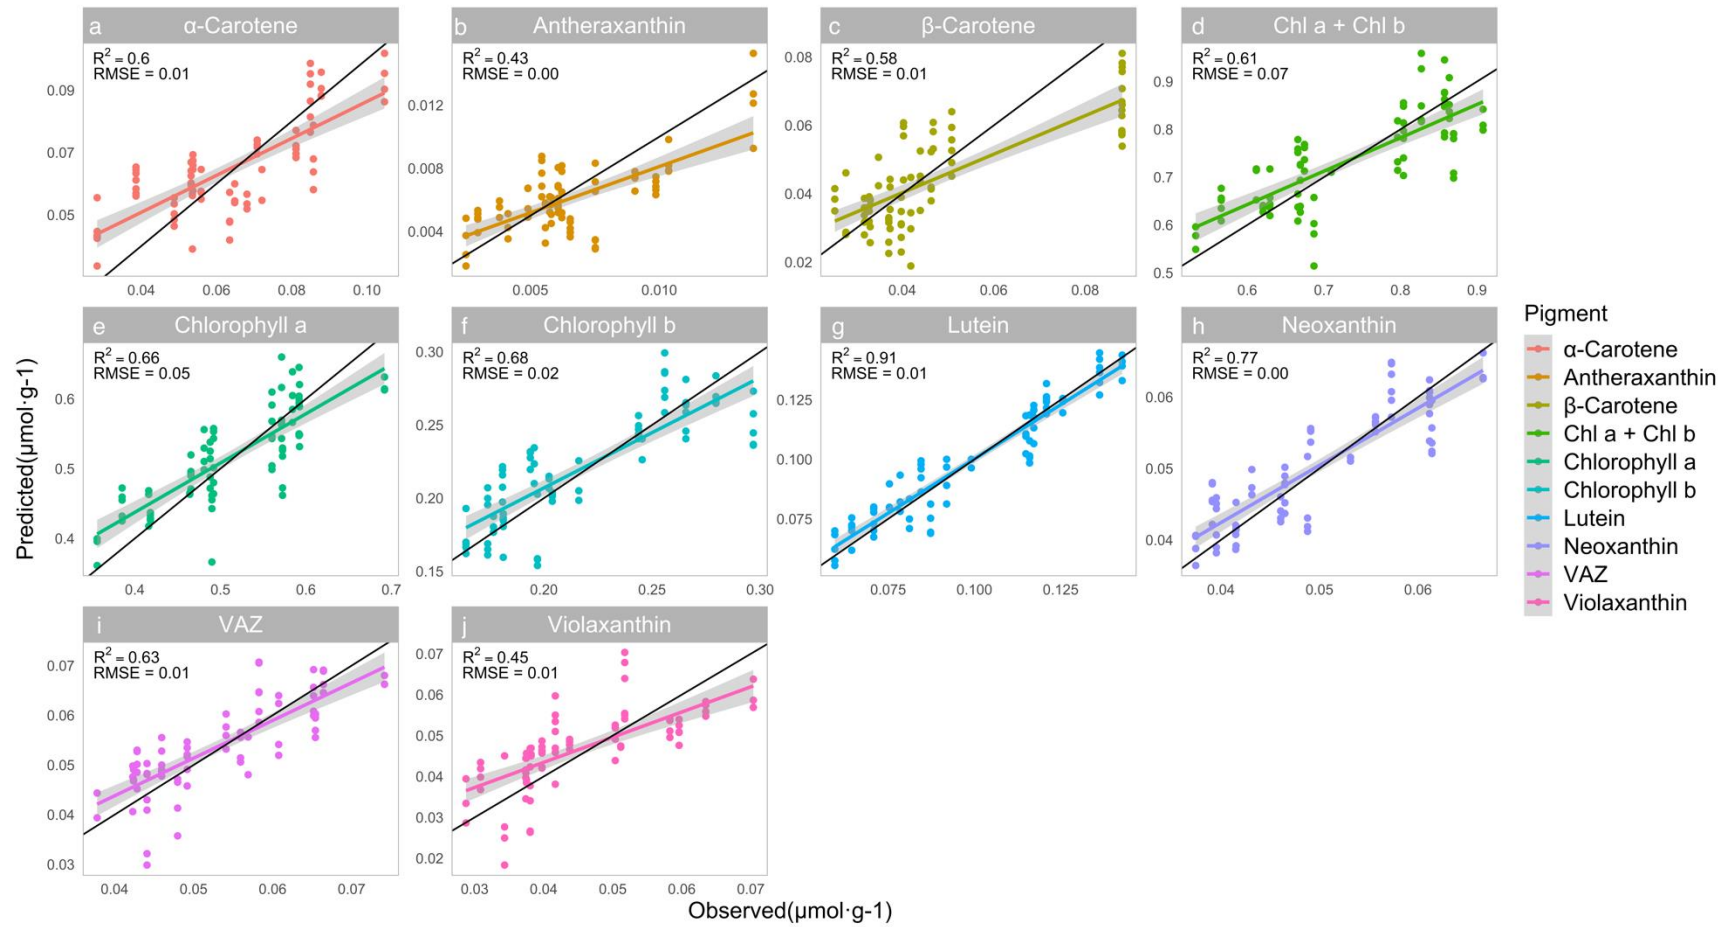 a α-Carotene
R² = 0.6
RMSE = 0.01
0.09
0.07
0.05
0.04 0.06 0.08 0.10
b Antheraxanthin
R² = 0.43
RMSE = 0.00
0.012
0.008
0.004
0.005 0.010
c β-Carotene
R² = 0.58
RMSE = 0.01
0.08
0.06
0.04
0.02
0.04 0.06 0.08
d Chl a + Chl b
R² = 0.61
RMSE = 0.07
0.9
0.8
0.7
0.6
0.5
0.6 0.7 0.8 0.9
e Chlorophyll a
R² = 0.66
RMSE = 0.05
0.6
0.5
0.4
0.4 0.5 0.6 0.7
f Chlorophyll b
R² = 0.68
RMSE = 0.02
0.30
0.25
0.20
0.15
0.20 0.25 0.30
g Lutein
R² = 0.91
RMSE = 0.01
0.125
0.100
0.075
0.075 0.100 0.125
h Neoxanthin
R² = 0.77
RMSE = 0.00
0.06
0.05
0.04
0.04 0.05 0.06
i VAZ
R² = 0.63
RMSE = 0.01
0.07
0.06
0.05
0.04
0.03
0.04 0.05 0.06 0.07
j Violaxanthin
R² = 0.45
RMSE = 0.01
0.07
0.06
0.05
0.04
0.03
0.02
0.03 0.04 0.05 0.06 0.07
Predicted(μmol·g-1)
Observed(μmol·g-1)
Pigment
α-Carotene
Antheraxanthin
β-Carotene
Chl a + Chl b
Chlorophyll a
Chlorophyll b
Lutein
Neoxanthin
VAZ
Violaxanthin